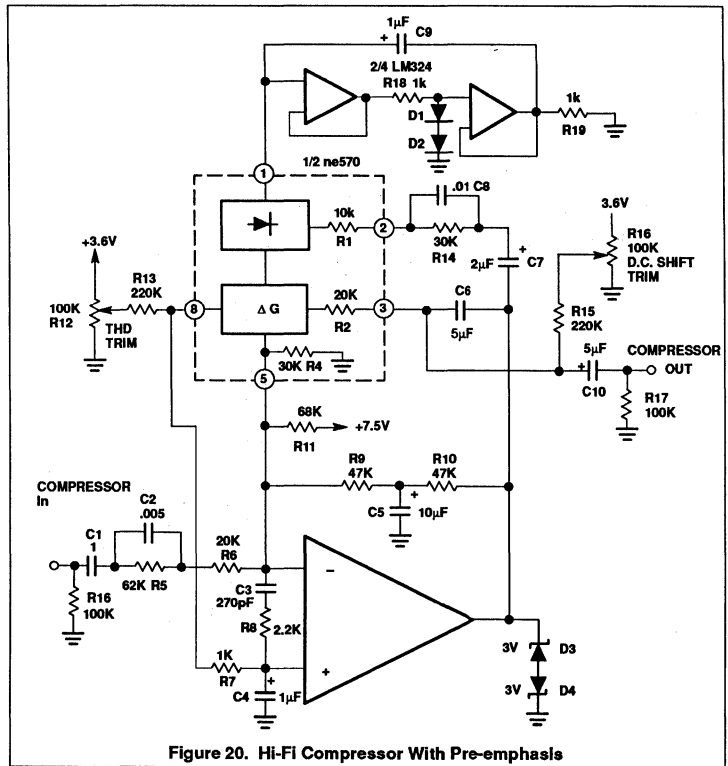 1µF
+
C9
2/4 LM324
R18 1k
D1
D2
1k
R19
1
1/2 ne570
10k
R1
2
.01 C8
30K
R14
+
2µF
C7
3.6V
R16
100K
D.C. SHIFT
TRIM
+3.6V
R13
220K
100K
R12
THD
TRIM
8
ΔG
20K
R2
3
C6
5µF
R15
220K
30K R4
5
5µF
COMPRESSOR
+
OUT
C10
R17
100K
68K
R11
+7.5V
R9
47K
R10
47K
+
C5
10µF
COMPRESSOR
In
C2
.005
C1
1
62K R5
20K
R6
R16
100K
C3
270pF
R8
2.2K
−
+
1K
R7
+
C4
1µF
3V
D3
3V
D4
Figure 20. Hi-Fi Compressor With Pre-emphasis